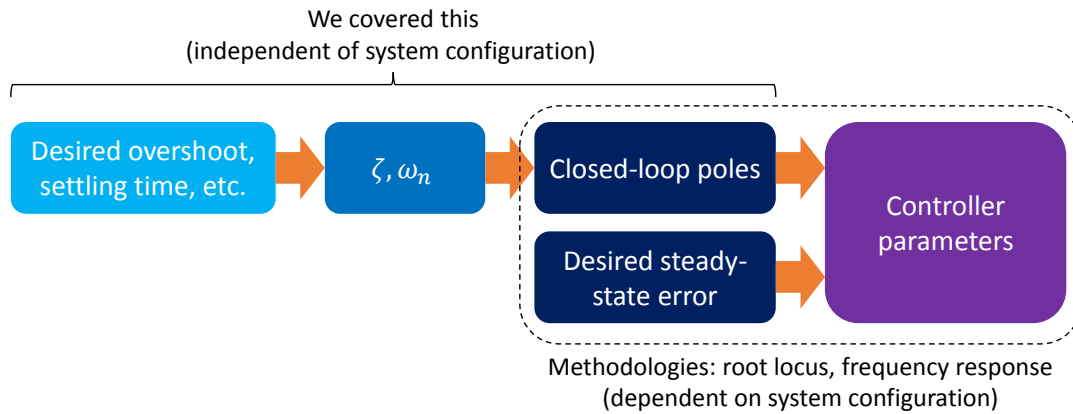 We covered this
(independent of system configuration)
Desired overshoot,
settling time, etc.
ζ, ωₙ
Closed-loop poles
Controller
parameters
Desired steady-
state error
Methodologies: root locus, frequency response
(dependent on system configuration)